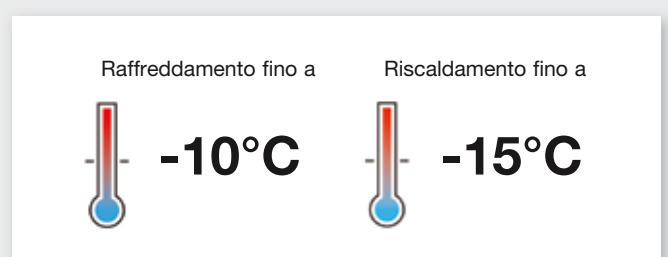 Raffreddamento fino a
-10°C
Riscaldamento fino a
-15°C